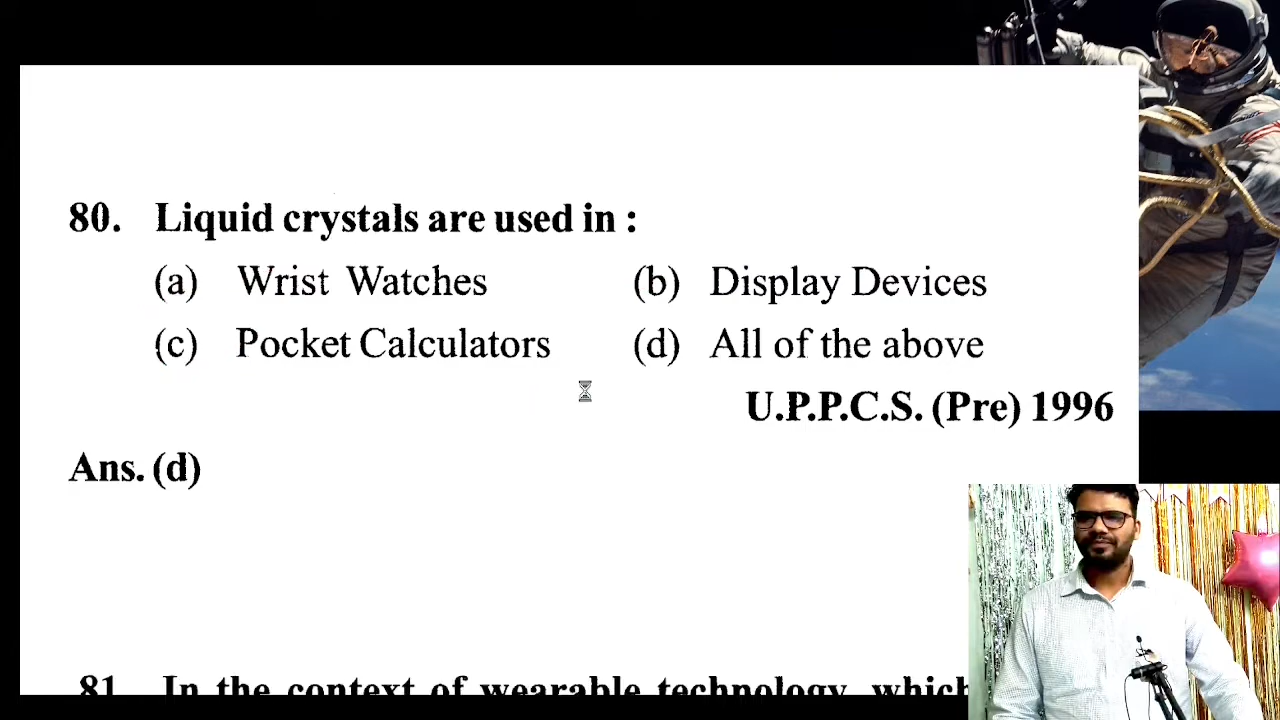 80. Liquid crystals are used in :
(a) Wrist Watches (b) Display Devices
(c) Pocket Calculators (d) All of the above
U.P.P.C.S. (Pre) 1996
Ans. (d)
81 In the context of wearable technology, which